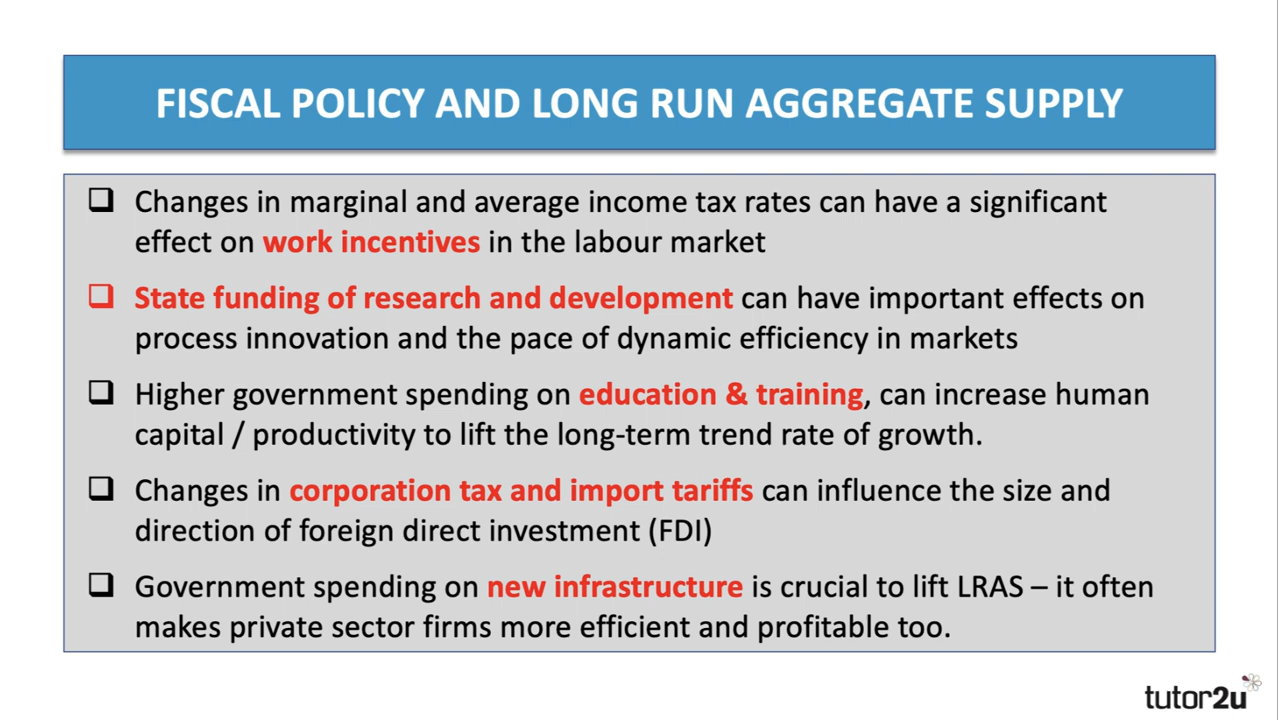 FISCAL POLICY AND LONG RUN AGGREGATE SUPPLY
Changes in marginal and average income tax rates can have a significant
effect on work incentives in the labour market
State funding of research and development can have important effects on
process innovation and the pace of dynamic efficiency in markets
Higher government spending on education & training, can increase human
capital / productivity to lift the long-term trend rate of growth.
Changes in corporation tax and import tariffs can influence the size and
direction of foreign direct investment (FDI)
Government spending on new infrastructure is crucial to lift LRAS – it often
makes private sector firms more efficient and profitable too.
tutor2u